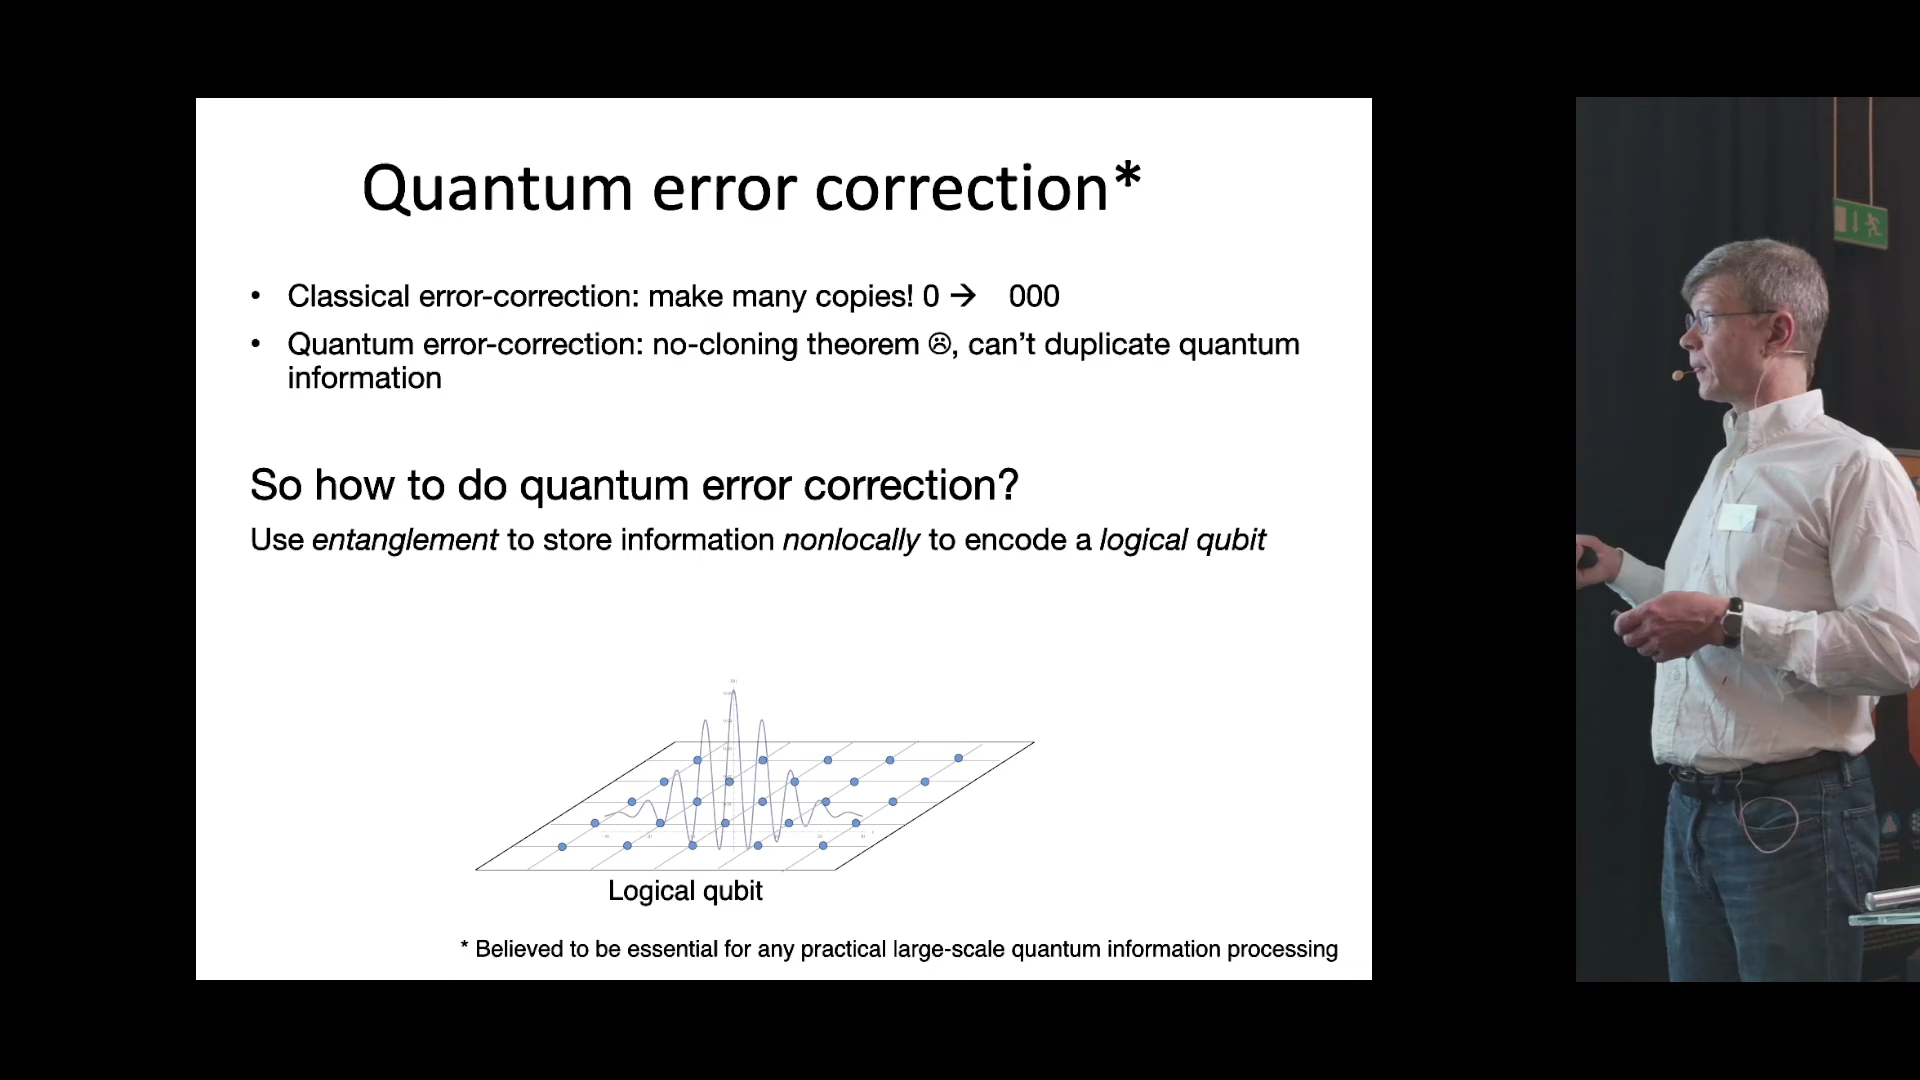 Quantum error correction*
• Classical error-correction: make many copies! 0 → 000
• Quantum error-correction: no-cloning theorem ☹, can’t duplicate quantum
information
So how to do quantum error correction?
Use entanglement to store information nonlocally to encode a logical qubit
Logical qubit
* Believed to be essential for any practical large-scale quantum information processing